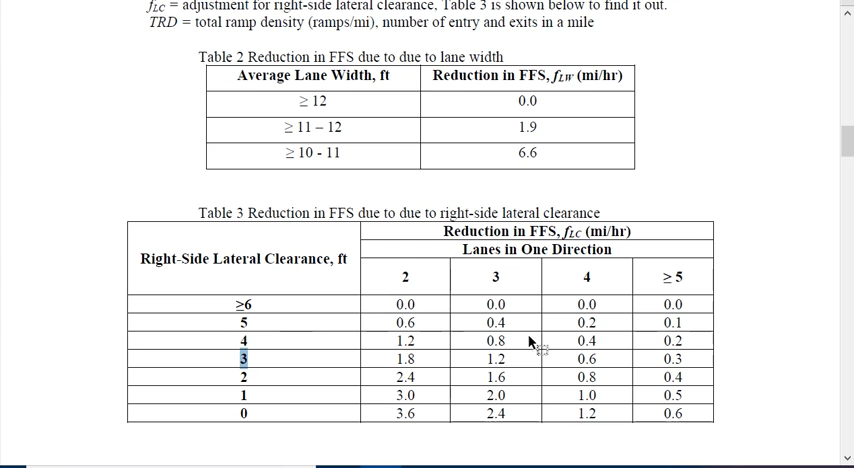 fLC = adjustment for right-side lateral clearance, Table 3 is shown below to find it out.
TRD = total ramp density (ramps/mi), number of entry and exits in a mile
Table 2 Reduction in FFS due to due to lane width
Average Lane Width, ft Reduction in FFS, fLW (mi/hr)
≥ 12 0.0
≥ 11 – 12 1.9
≥ 10 - 11 6.6
Table 3 Reduction in FFS due to due to right-side lateral clearance
Right-Side Lateral Clearance, ft Reduction in FFS, fLC (mi/hr)
Lanes in One Direction
2 3 4 ≥ 5
≥6 0.0 0.0 0.0 0.0
5 0.6 0.4 0.2 0.1
4 1.2 0.8 0.4 0.2
3 1.8 1.2 0.6 0.3
2 2.4 1.6 0.8 0.4
1 3.0 2.0 1.0 0.5
0 3.6 2.4 1.2 0.6